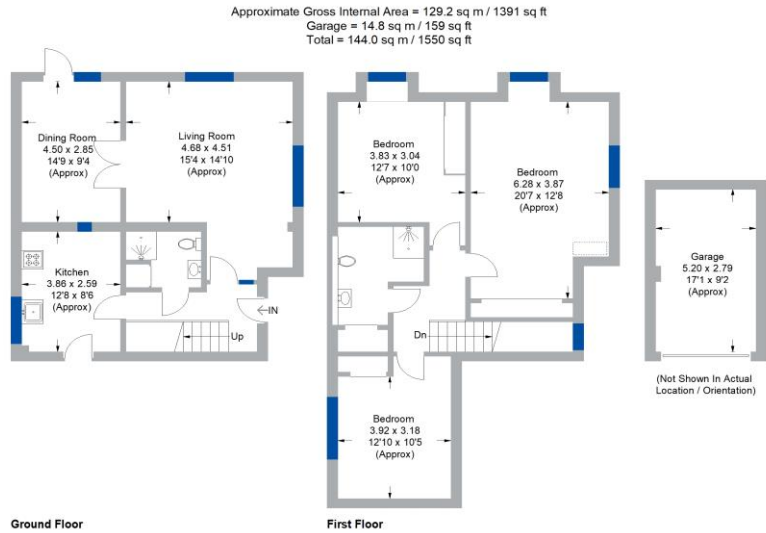 Approximate Gross Internal Area = 129.2 sq m / 1391 sq ft
Garage = 14.8 sq m / 159 sq ft
Total = 144.0 sq m / 1550 sq ft
Dining Room
4.50 x 2.85
14'9 x 9'4
(Approx)
Living Room
4.68 x 4.51
15'4 x 14'10
(Approx)
Kitchen
3.86 x 2.59
12'8 x 8'6
(Approx)
IN
Up
Ground Floor
Bedroom
3.83 x 3.04
12'7 x 10'0
(Approx)
Bedroom
6.28 x 3.87
20'7 x 12'8
(Approx)
Dn
Bedroom
3.92 x 3.18
12'10 x 10'5
(Approx)
First Floor
Garage
5.20 x 2.79
17'1 x 9'2
(Approx)
(Not Shown In Actual
Location / Orientation)